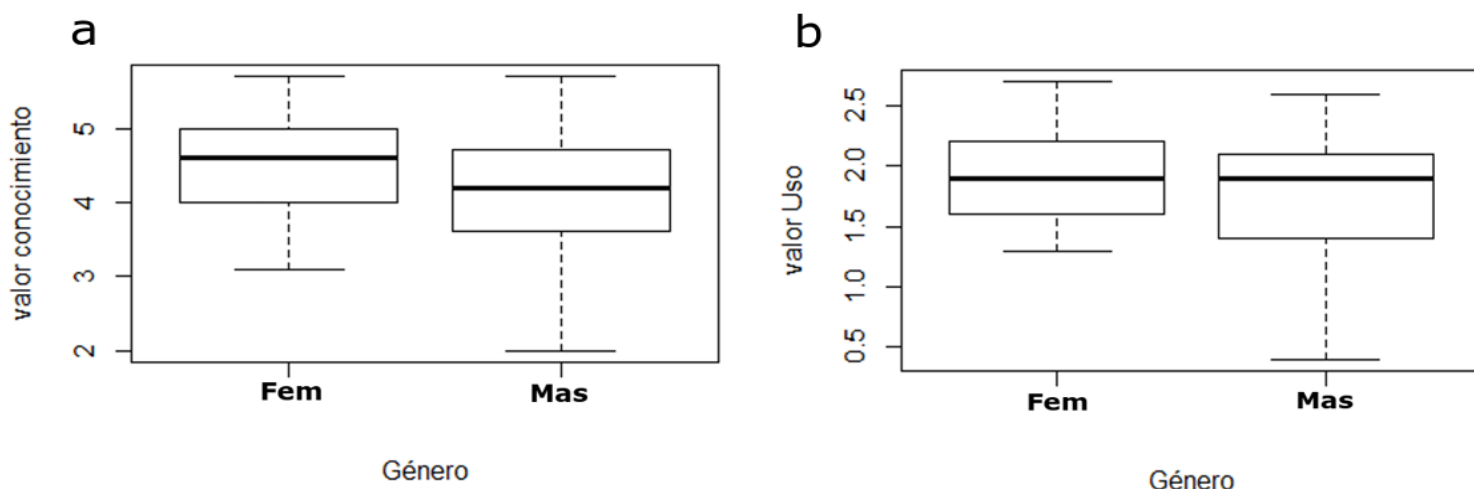 a
valor conocimiento
5
4
3
2
Fem
Mas
Género
b
valor Uso
2.5
2.0
1.5
1.0
0.5
Fem
Mas
Género